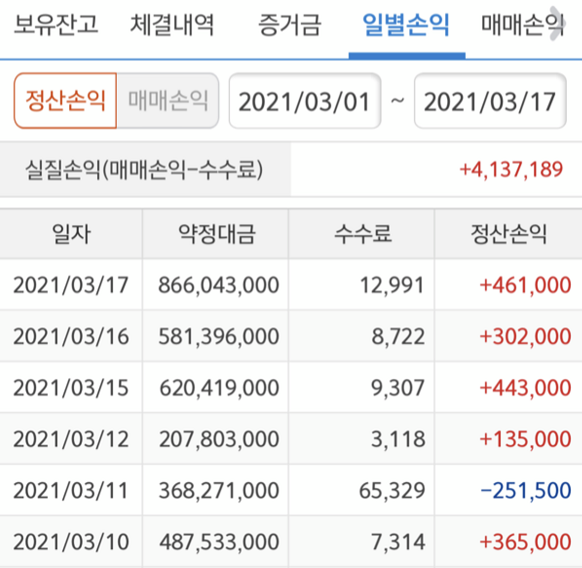 보유잔고 체결내역 증거금 일별손익 매매손익
정산손익 매매손익 2021/03/01 ~ 2021/03/17
실질손익(매매손익-수수료) +4,137,189
일자 약정대금 수수료 정산손익
2021/03/17 866,043,000 12,991 +461,000
2021/03/16 581,396,000 8,722 +302,000
2021/03/15 620,419,000 9,307 +443,000
2021/03/12 207,803,000 3,118 +135,000
2021/03/11 368,271,000 65,329 -251,500
2021/03/10 487,533,000 7,314 +365,000